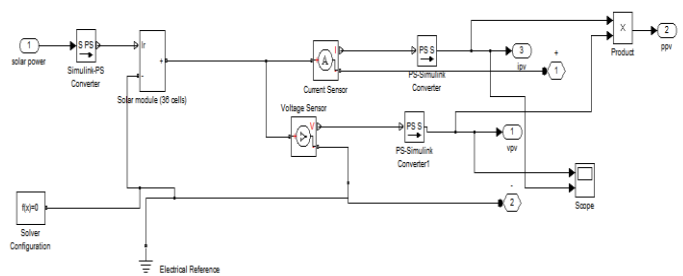 1
solar power
S PS
Simulink-PS
Converter
Ir
+
-
Solar module (36 cells)
I
A
Current Sensor
PS S
PS-Simulink
Converter
3
ipv
+
1
X
Product
2
ppv
Voltage Sensor
V
PS S
PS-Simulink
Converter1
1
vpv
-
2
Scope
f(x)=0
Solver
Configuration
Electrical Reference